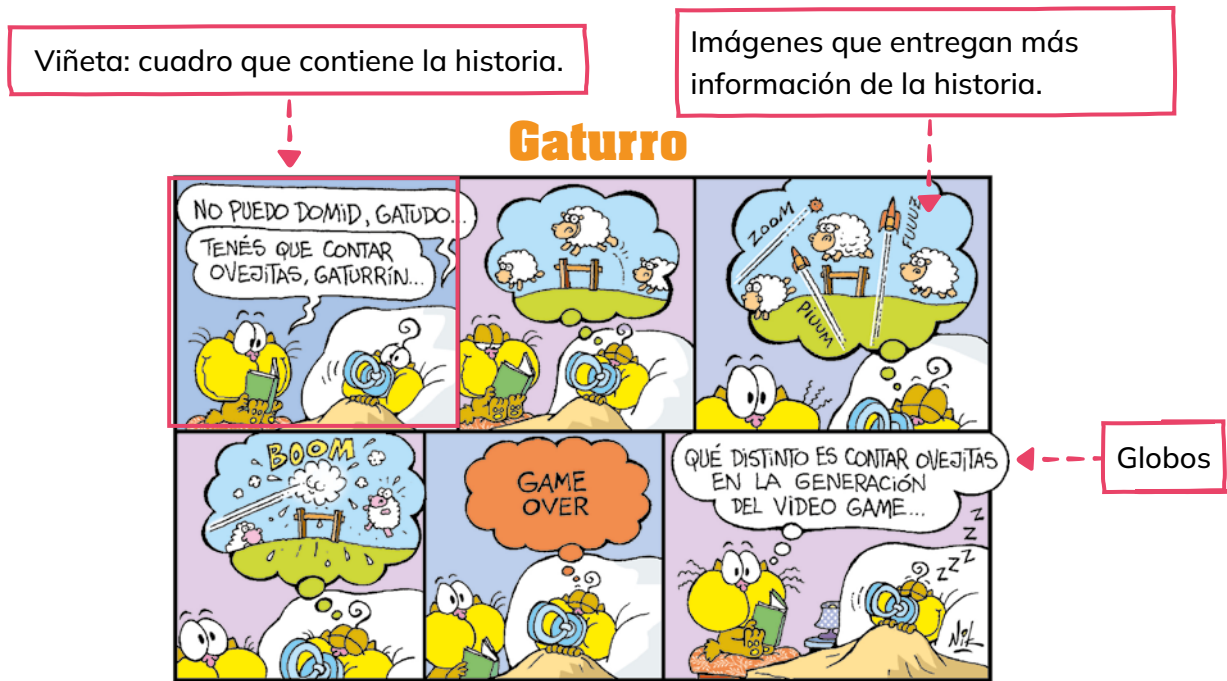 Viñeta: cuadro que contiene la historia.
Imágenes que entregan más
información de la historia.
Gaturro
NO PUEDO DOMID, GATUDO...
TENÉS QUE CONTAR
OVEJITAS, GATURRÍN...
ZOOM
FUUUZ
PIUUM
BOOM
GAME
OVER
QUÉ DISTINTO ES CONTAR OVEJITAS
EN LA GENERACIÓN
DEL VIDEO GAME...
Z
Z
Z
Z
Z
Nik
Globos